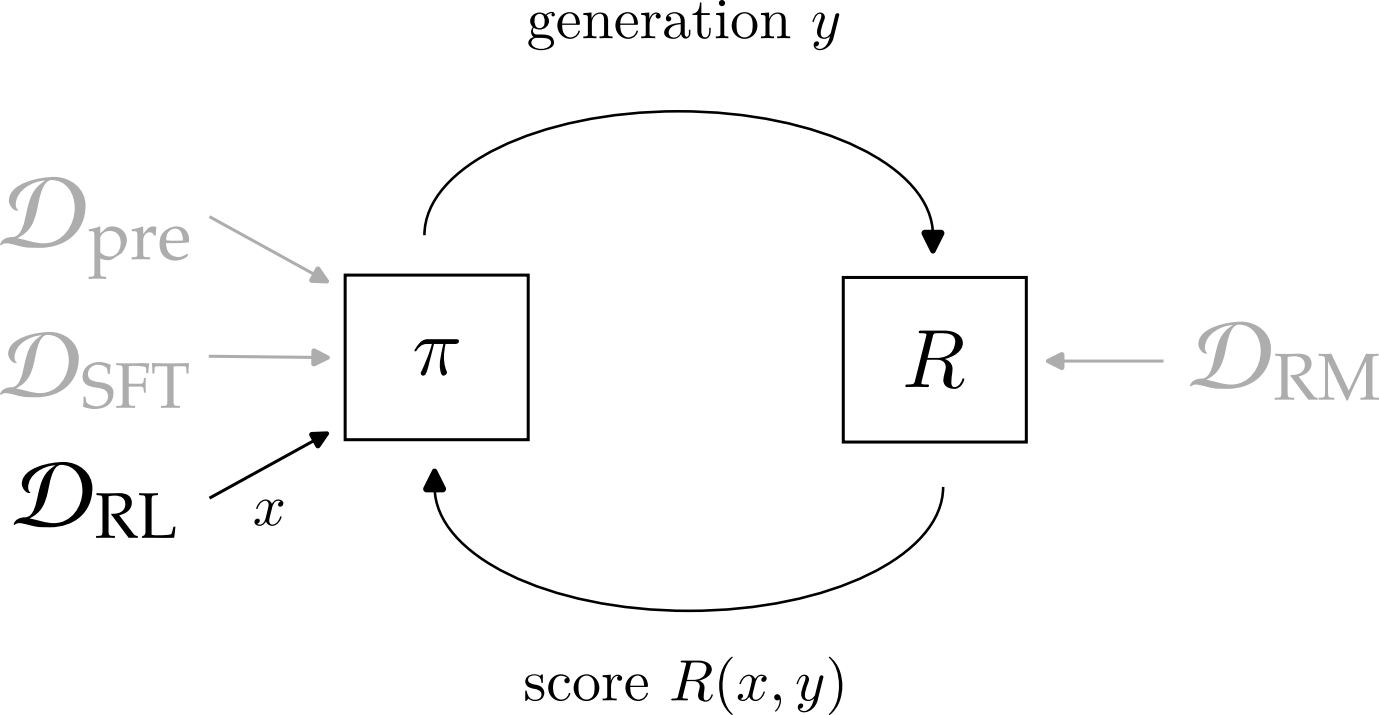 generation y
𝒟pre
𝒟SFT
π
R
𝒟RM
𝒟RL
x
score R(x, y)